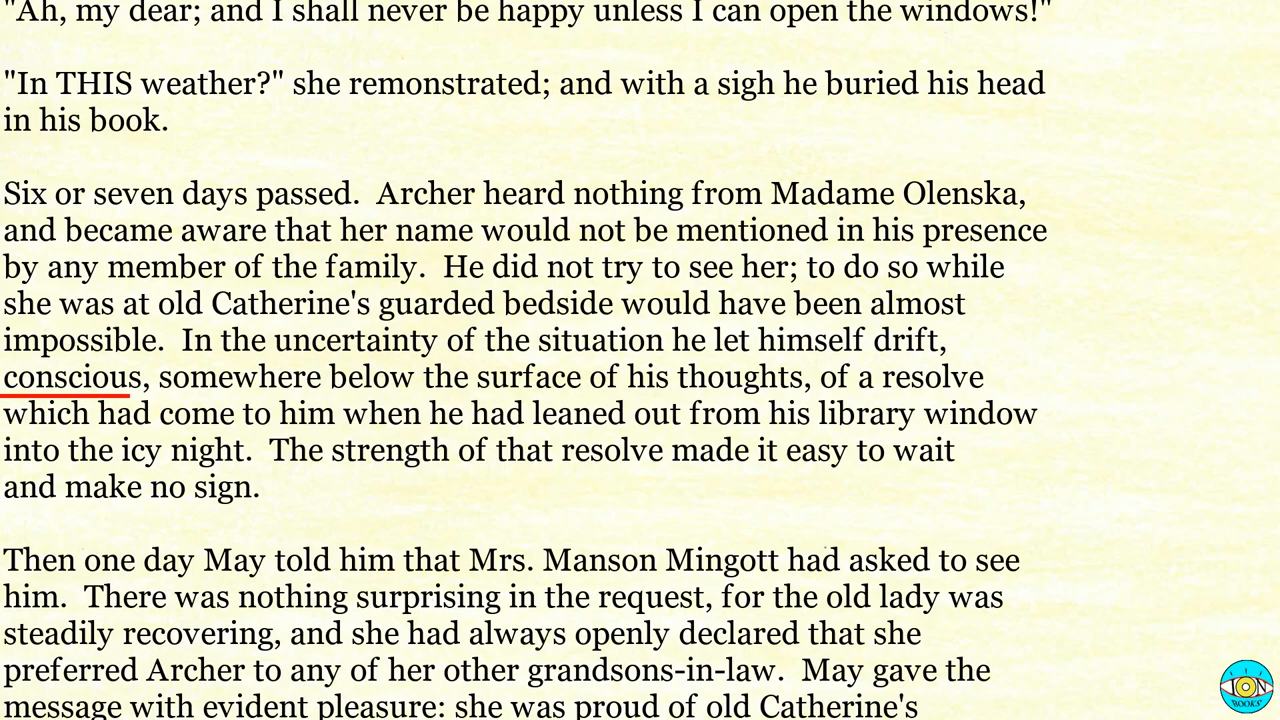 "Ah, my dear; and I shall never be happy unless I can open the windows!"
"In THIS weather?" she remonstrated; and with a sigh he buried his head
in his book.
Six or seven days passed.  Archer heard nothing from Madame Olenska,
and became aware that her name would not be mentioned in his presence
by any member of the family.  He did not try to see her; to do so while
she was at old Catherine's guarded bedside would have been almost
impossible.  In the uncertainty of the situation he let himself drift,
conscious, somewhere below the surface of his thoughts, of a resolve
which had come to him when he had leaned out from his library window
into the icy night.  The strength of that resolve made it easy to wait
and make no sign.
Then one day May told him that Mrs. Manson Mingott had asked to see
him.  There was nothing surprising in the request, for the old lady was
steadily recovering, and she had always openly declared that she
preferred Archer to any of her other grandsons-in-law.  May gave the
message with evident pleasure: she was proud of old Catherine's
ION
BOOKS